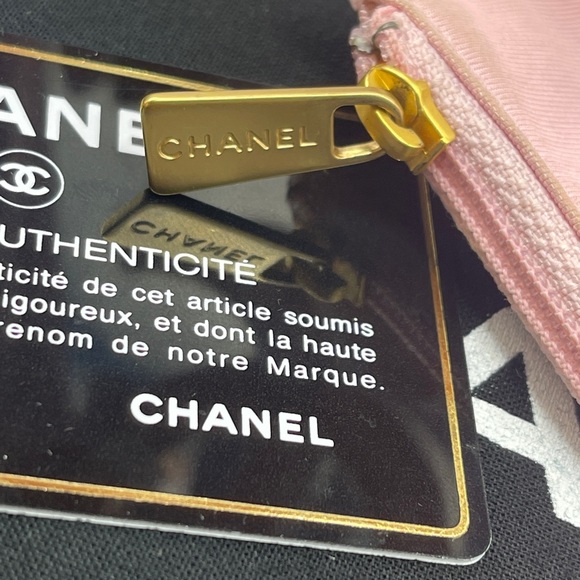 ANE
CHANEL
UTHENTICITÉ
ticité de cet article soumis
igoureux, et dont la haute
renom de notre Marque.
CHANEL